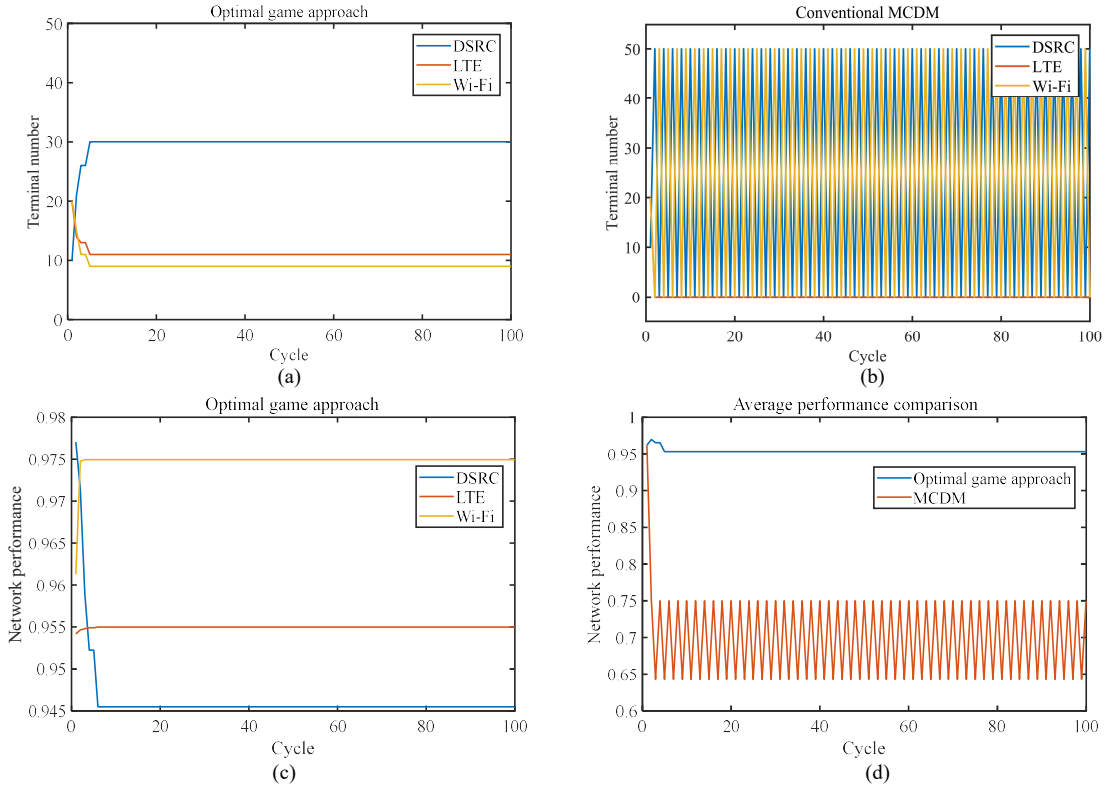 Optimal game approach
50
40
30
20
10
0
Terminal number
DSRC
LTE
Wi-Fi
0 20 40 60 80 100
Cycle
(a)
Conventional MCDM
50
40
30
20
10
0
Terminal number
DSRC
LTE
Wi-Fi
0 20 40 60 80 100
Cycle
(b)
Optimal game approach
0.98
0.975
0.97
0.965
0.96
0.955
0.95
0.945
Network performance
DSRC
LTE
Wi-Fi
0 20 40 60 80 100
Cycle
(c)
Average performance comparison
1
0.95
0.9
0.85
0.8
0.75
0.7
0.65
0.6
Network performance
Optimal game approach
MCDM
0 20 40 60 80 100
Cycle
(d)